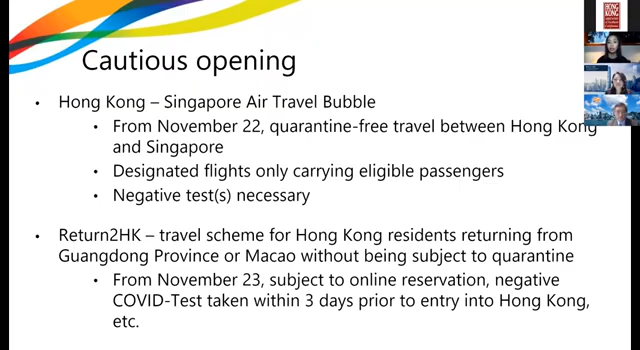 Cautious opening
• Hong Kong – Singapore Air Travel Bubble
• From November 22, quarantine-free travel between Hong Kong
and Singapore
• Designated flights only carrying eligible passengers
• Negative test(s) necessary
• Return2HK – travel scheme for Hong Kong residents returning from
Guangdong Province or Macao without being subject to quarantine
• From November 23, subject to online reservation, negative
COVID-Test taken within 3 days prior to entry into Hong Kong,
etc.
HONG
KONG